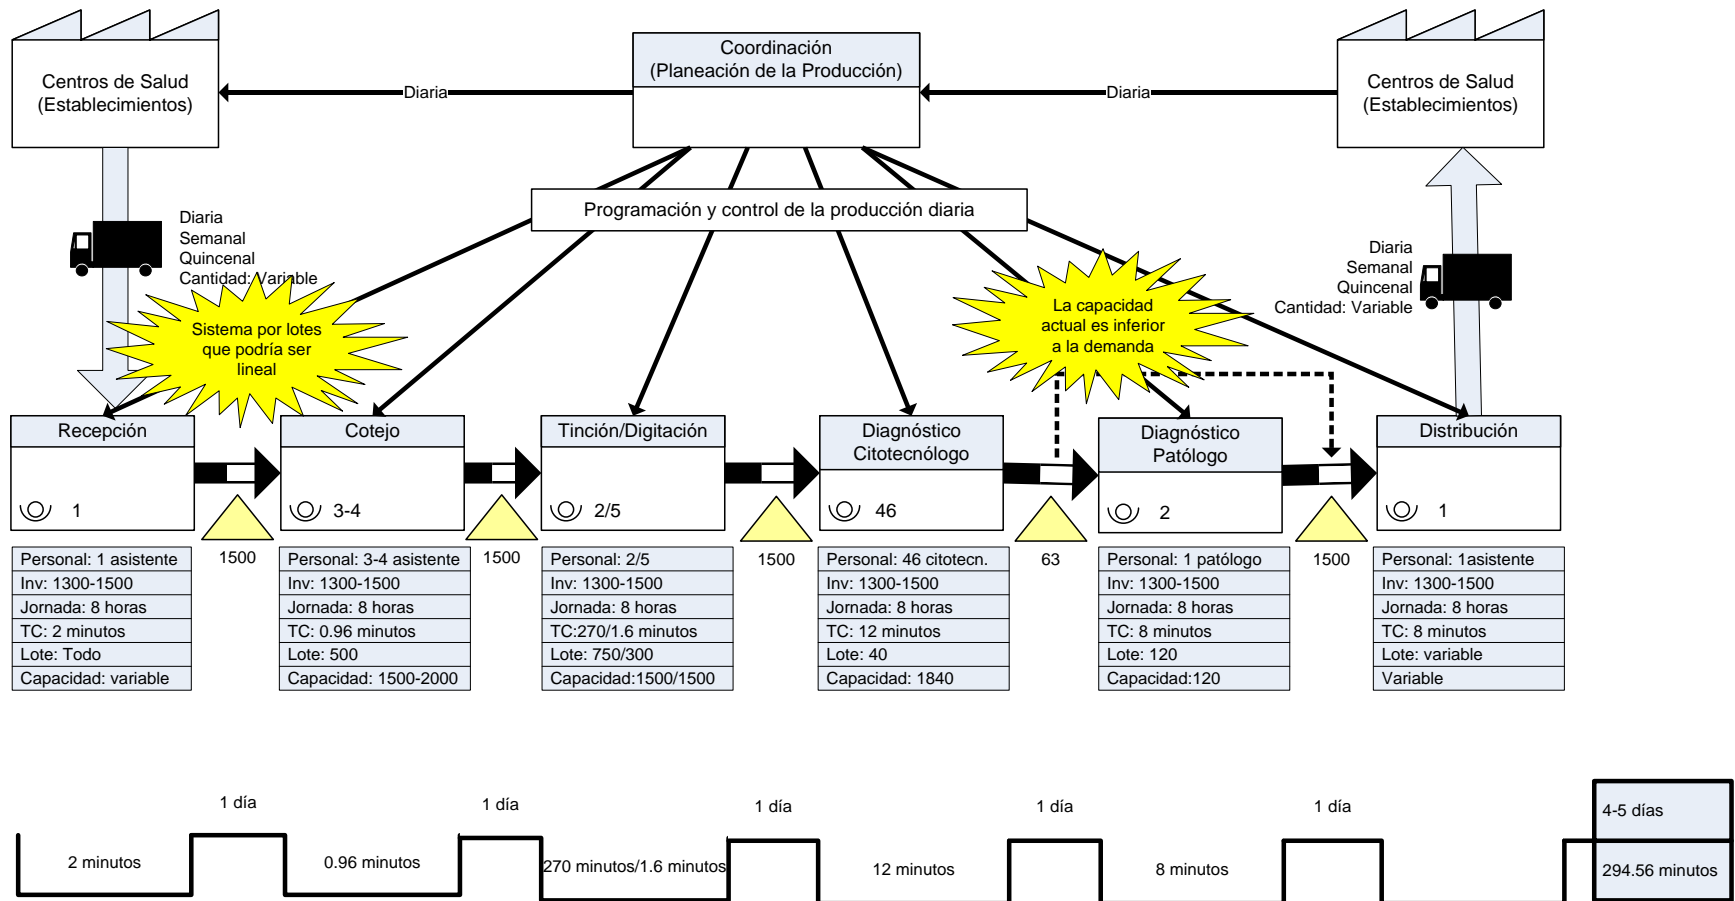 Centros de Salud
(Establecimientos)
Diaria
Coordinación
(Planeación de la Producción)
Diaria
Centros de Salud
(Establecimientos)
Programación y control de la producción diaria
Diaria
Semanal
Quincenal
Cantidad: Variable
Diaria
Semanal
Quincenal
Cantidad: Variable
Sistema por lotes
que podría ser
lineal
La capacidad
actual es inferior
a la demanda
Recepción
1
Cotejo
3-4
Tinción/Digitación
2/5
Diagnóstico
Citotecnólogo
46
Diagnóstico
Patólogo
2
Distribución
1
1500
1500
1500
63
1500
Personal: 1 asistente
Inv: 1300-1500
Jornada: 8 horas
TC: 2 minutos
Lote: Todo
Capacidad: variable
Personal: 3-4 asistente
Inv: 1300-1500
Jornada: 8 horas
TC: 0.96 minutos
Lote: 500
Capacidad: 1500-2000
Personal: 2/5
Inv: 1300-1500
Jornada: 8 horas
TC:270/1.6 minutos
Lote: 750/300
Capacidad:1500/1500
Personal: 46 citotecn.
Inv: 1300-1500
Jornada: 8 horas
TC: 12 minutos
Lote: 40
Capacidad: 1840
Personal: 1 patólogo
Inv: 1300-1500
Jornada: 8 horas
TC: 8 minutos
Lote: 120
Capacidad:120
Personal: 1asistente
Inv: 1300-1500
Jornada: 8 horas
TC: 8 minutos
Lote: variable
Variable
1 día
1 día
1 día
1 día
1 día
4-5 días
2 minutos
0.96 minutos
270 minutos/1.6 minutos
12 minutos
8 minutos
294.56 minutos